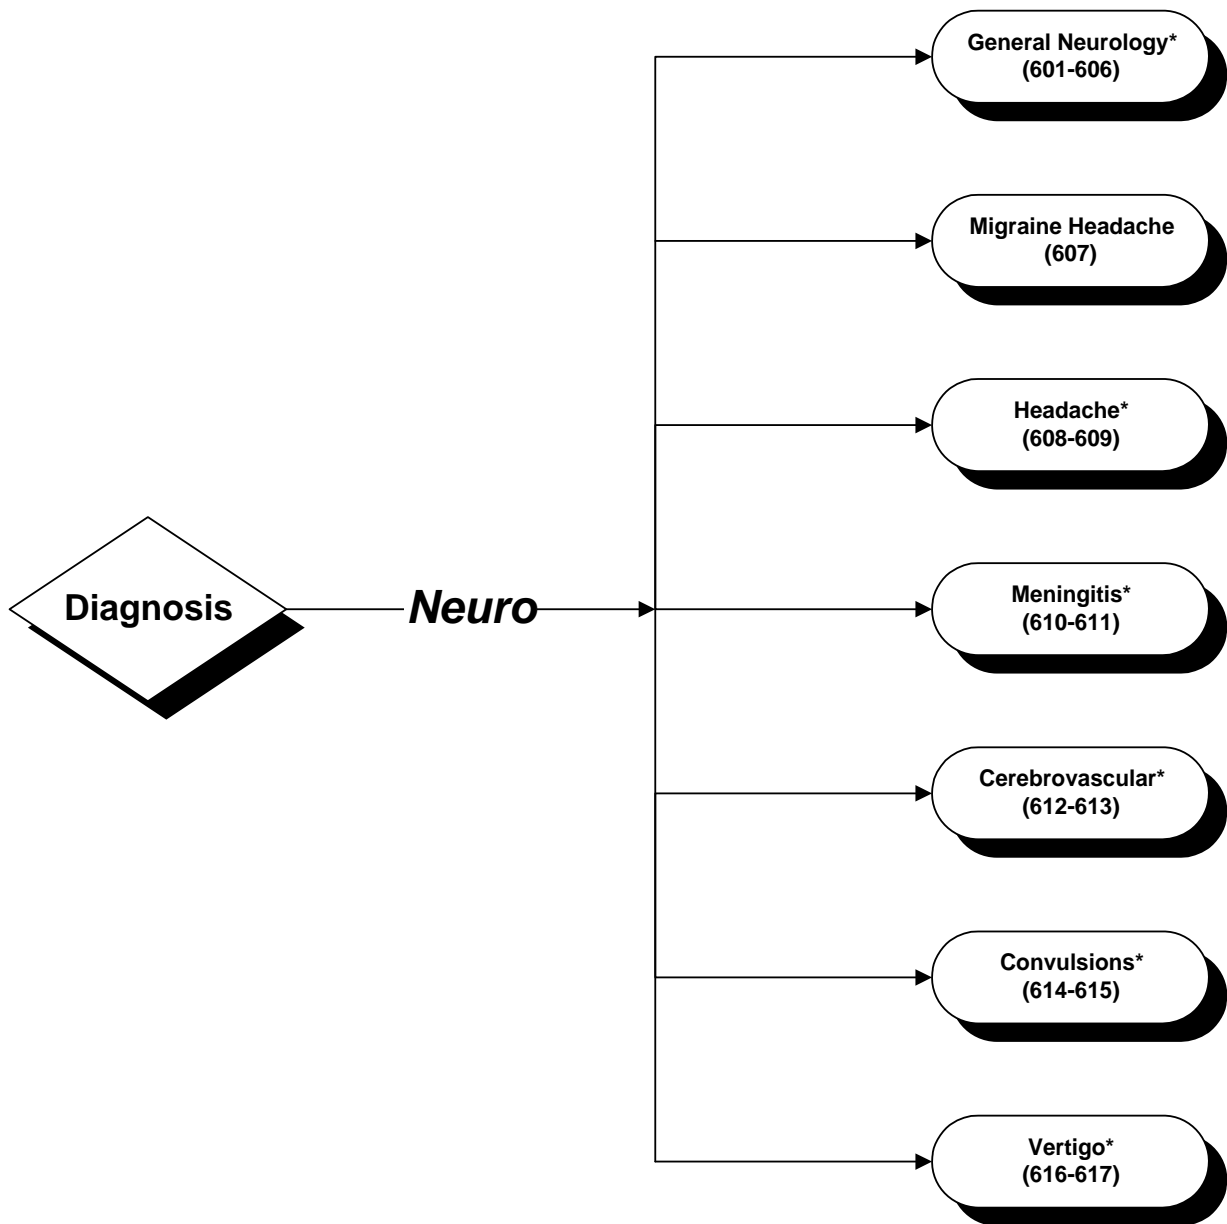 General Neurology*
(601-606)
Migraine Headache
(607)
Headache*
(608-609)
Diagnosis
Neuro
Meningitis*
(610-611)
Cerebrovascular*
(612-613)
Convulsions*
(614-615)
Vertigo*
(616-617)